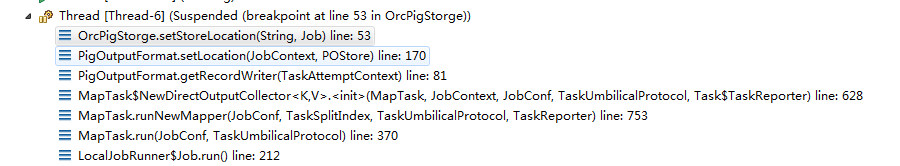 Thread [Thread-6] (Suspended (breakpoint at line 53 in OrcPigStorge))
OrcPigStorge.setStoreLocation(String, Job) line: 53
PigOutputFormat.setLocation(JobContext, POStore) line: 170
PigOutputFormat.getRecordWriter(TaskAttemptContext) line: 81
MapTask$NewDirectOutputCollector<K,V>.<init>(MapTask, JobContext, JobConf, TaskUmbilicalProtocol, Task$TaskReporter) line: 628
MapTask.runNewMapper(JobConf, TaskSplitIndex, TaskUmbilicalProtocol, TaskReporter) line: 753
MapTask.run(JobConf, TaskUmbilicalProtocol) line: 370
LocalJobRunner$Job.run() line: 212